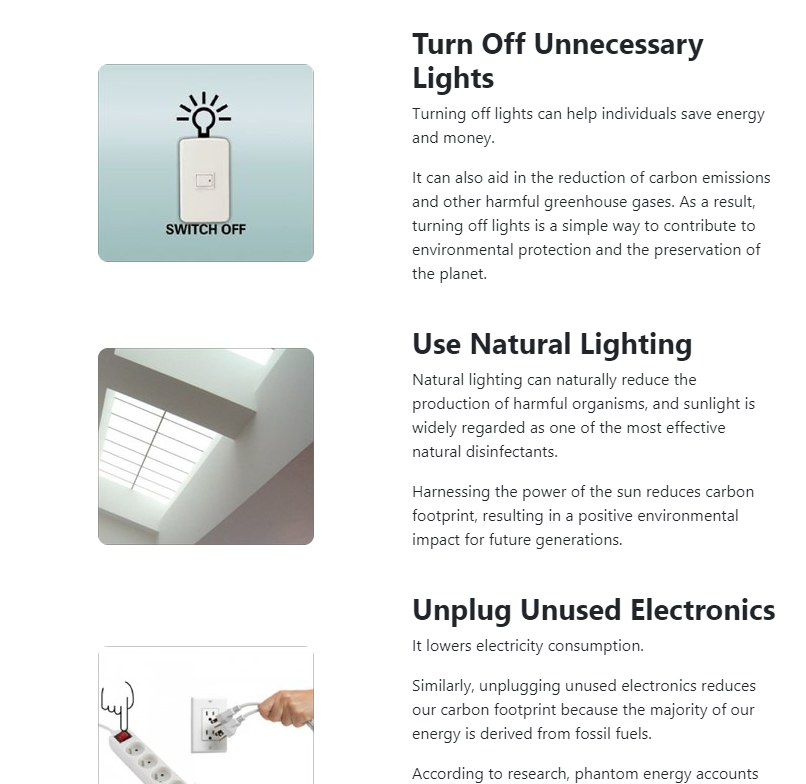 Turn Off Unnecessary
Lights
Turning off lights can help individuals save energy
and money.
It can also aid in the reduction of carbon emissions
and other harmful greenhouse gases. As a result,
turning off lights is a simple way to contribute to
environmental protection and the preservation of
the planet.
SWITCH OFF
Use Natural Lighting
Natural lighting can naturally reduce the
production of harmful organisms, and sunlight is
widely regarded as one of the most effective
natural disinfectants.
Harnessing the power of the sun reduces carbon
footprint, resulting in a positive environmental
impact for future generations.
Unplug Unused Electronics
It lowers electricity consumption.
Similarly, unplugging unused electronics reduces
our carbon footprint because the majority of our
energy is derived from fossil fuels.
According to research, phantom energy accounts